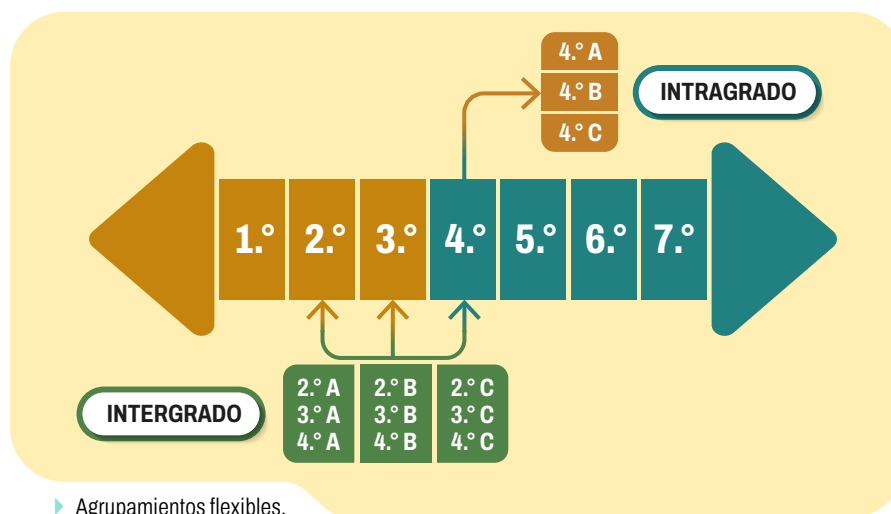 4.° A
4.° B
4.° C
INTRAGRADO
1.° 2.° 3.° 4.° 5.° 6.° 7.°
INTERGRADO
2.° A 2.° B 2.° C
3.° A 3.° B 3.° C
4.° A 4.° B 4.° C
Agrupamientos flexibles.